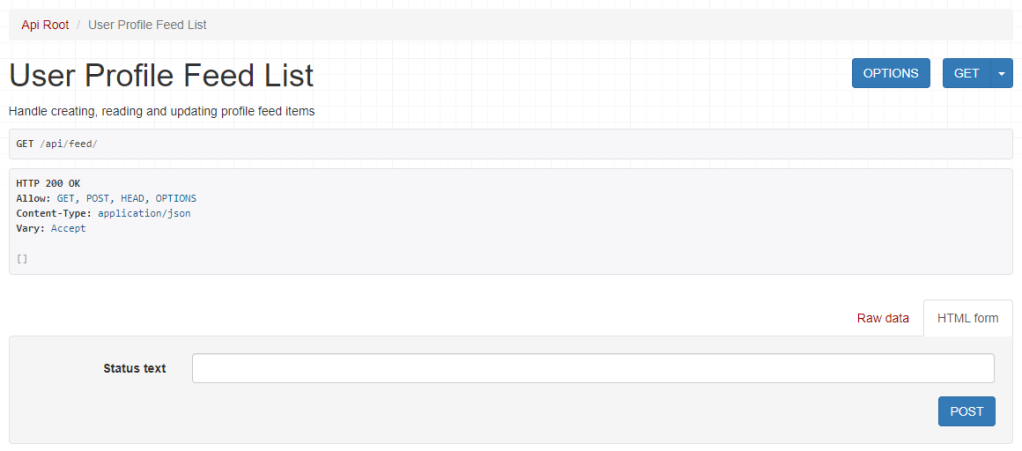 Api Root / User Profile Feed List
User Profile Feed List
OPTIONS
GET
Handle creating, reading and updating profile feed items
GET /api/feed/
HTTP 200 OK
Allow: GET, POST, HEAD, OPTIONS
Content-Type: application/json
Vary: Accept
[]
Raw data
HTML form
Status text
POST